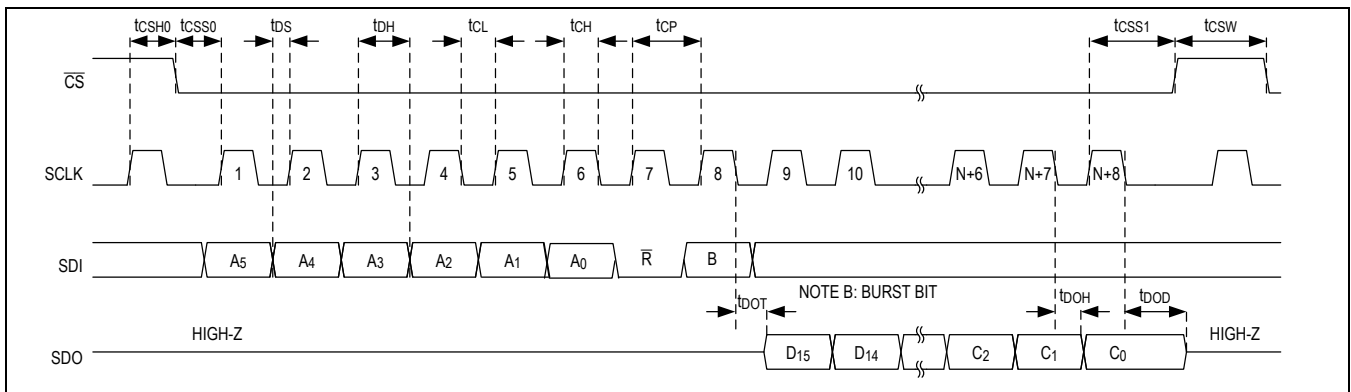 tCSH0 tCSS0 tDS tDH tCL tCH tCP tCSS1 tCSW
CS
SCLK 1 2 3 4 5 6 7 8 9 10 N+6 N+7 N+8
SDI A5 A4 A3 A2 A1 A0 R B
NOTE B: BURST BIT
tDOT tDOH tDOD
HIGH-Z HIGH-Z
SDO D15 D14 C2 C1 C0